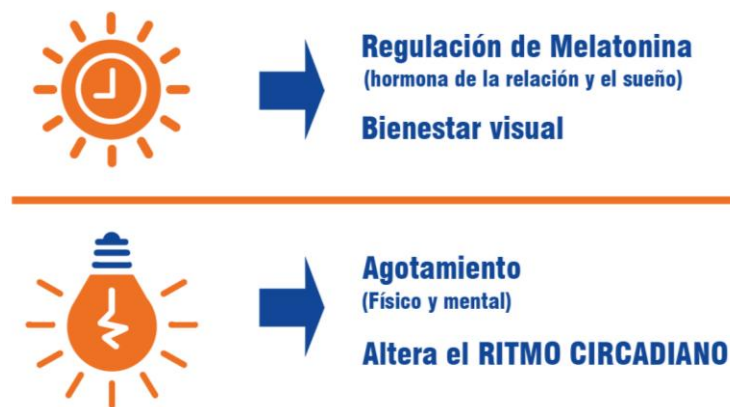 Regulación de Melatonina
(hormona de la relación y el sueño)
Bienestar visual
Agotamiento
(Físico y mental)
Altera el RITMO CIRCADIANO